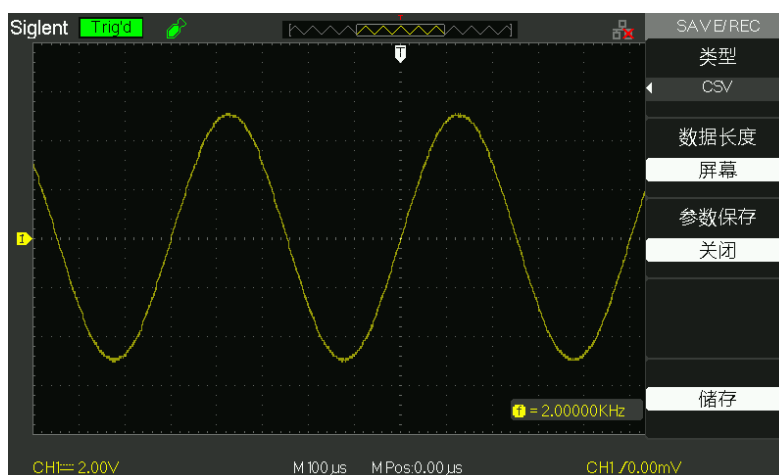 Siglent Trig'd
T
SAVE/REC
类型
CSV
数据长度
屏幕
参数保存
关闭
储存
T
1
f = 2.00000KHz
CH1 2.00V M 100μs M Pos:0.00μs CH1 /0.00mV